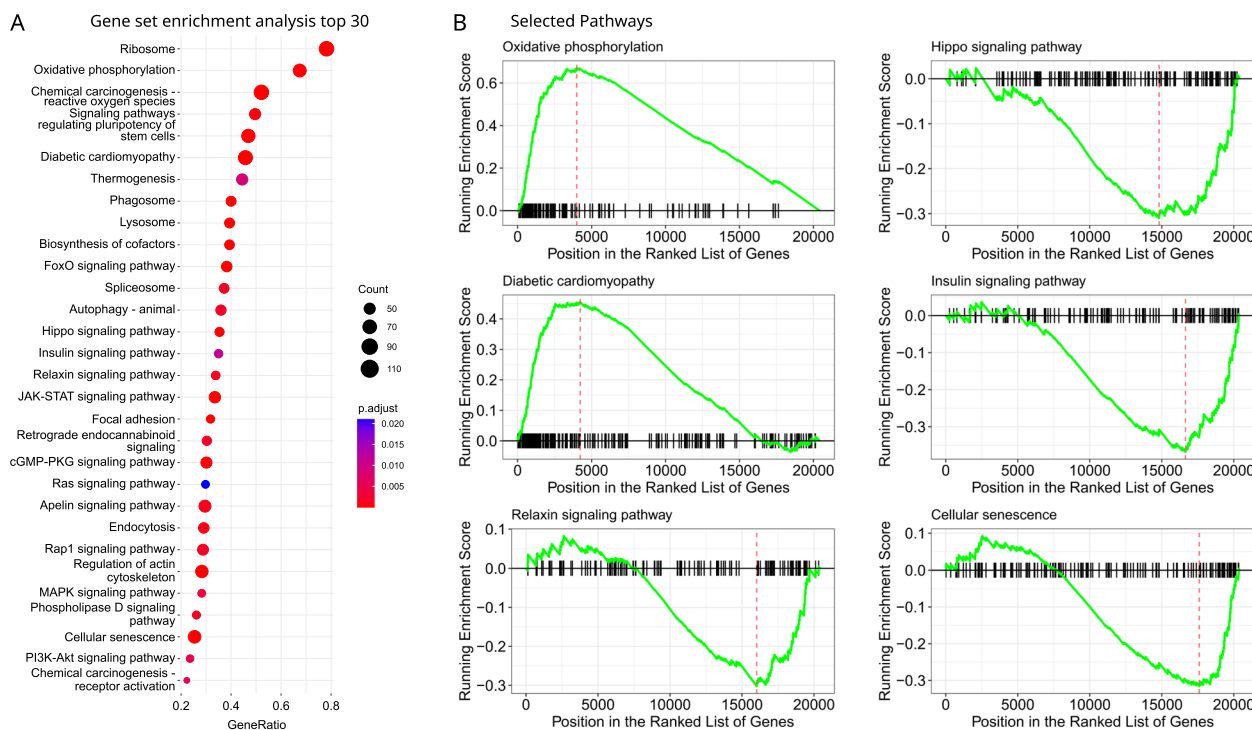 A
Gene set enrichment analysis top 30
Ribosome
Oxidative phosphorylation
Chemical carcinogenesis -
reactive oxygen species
Signaling pathways
regulating pluripotency of
stem cells
Diabetic cardiomyopathy
Thermogenesis
Phagosome
Lysosome
Biosynthesis of cofactors
FoxO signaling pathway
Spliceosome
Autophagy - animal
Hippo signaling pathway
Insulin signaling pathway
Relaxin signaling pathway
JAK-STAT signaling pathway
Focal adhesion
Retrograde endocannabinoid
signaling
cGMP-PKG signaling pathway
Ras signaling pathway
Apelin signaling pathway
Endocytosis
Rap1 signaling pathway
Regulation of actin
cytoskeleton
MAPK signaling pathway
Phospholipase D signaling
pathway
Cellular senescence
PI3K-Akt signaling pathway
Chemical carcinogenesis -
receptor activation
0.2 0.4 0.6 0.8
GeneRatio
Count
50
70
90
110
p.adjust
0.020
0.015
0.010
0.005
B
Selected Pathways
Oxidative phosphorylation
Running Enrichment Score
0.6
0.4
0.2
0.0
0 5000 10000 15000 20000
Position in the Ranked List of Genes
Hippo signaling pathway
Running Enrichment Score
0.0
−0.1
−0.2
−0.3
0 5000 10000 15000 20000
Position in the Ranked List of Genes
Diabetic cardiomyopathy
Running Enrichment Score
0.4
0.3
0.2
0.1
0.0
0 5000 10000 15000 20000
Position in the Ranked List of Genes
Insulin signaling pathway
Running Enrichment Score
0.0
−0.1
−0.2
−0.3
0 5000 10000 15000 20000
Position in the Ranked List of Genes
Relaxin signaling pathway
Running Enrichment Score
0.1
0.0
−0.1
−0.2
−0.3
0 5000 10000 15000 20000
Position in the Ranked List of Genes
Cellular senescence
Running Enrichment Score
0.1
0.0
−0.1
−0.2
−0.3
0 5000 10000 15000 20000
Position in the Ranked List of Genes